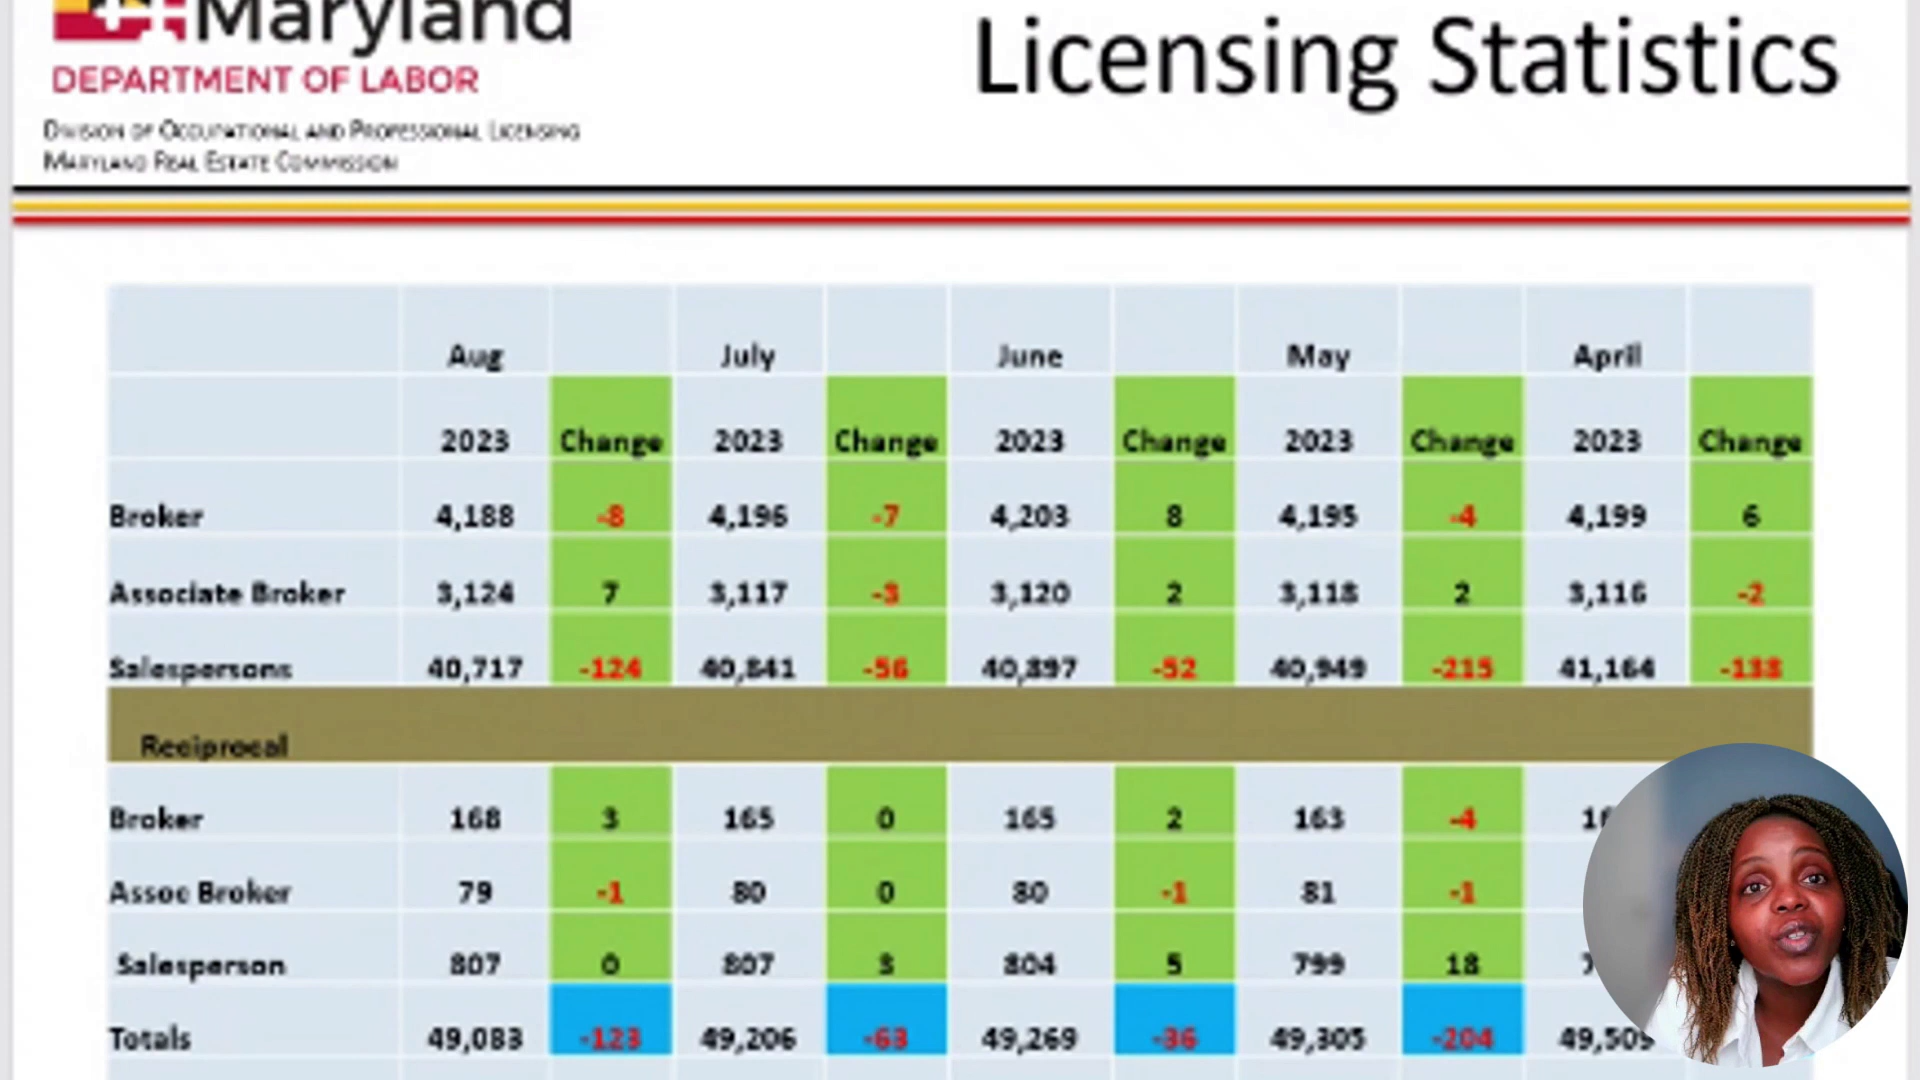 Maryland
DEPARTMENT OF LABOR
DIVISION OF OCCUPATIONAL AND PROFESSIONAL LICENSING
MARYLAND REAL ESTATE COMMISSION
Licensing Statistics
Aug July June May April
2023 Change 2023 Change 2023 Change 2023 Change 2023 Change
Broker 4,188 -8 4,196 -7 4,203 8 4,195 -4 4,199 6
Associate Broker 3,124 7 3,117 -3 3,120 2 3,118 2 3,116 -2
Salespersons 40,717 -124 40,841 -56 40,897 -52 40,949 -215 41,164 -138
Reciprocal
Broker 168 3 165 0 165 2 163 -4
Assoc Broker 79 -1 80 0 80 -1 81 -1
Salesperson 807 0 807 3 804 5 799 18
Totals 49,083 -123 49,206 -63 49,269 -36 49,305 -204 49,509